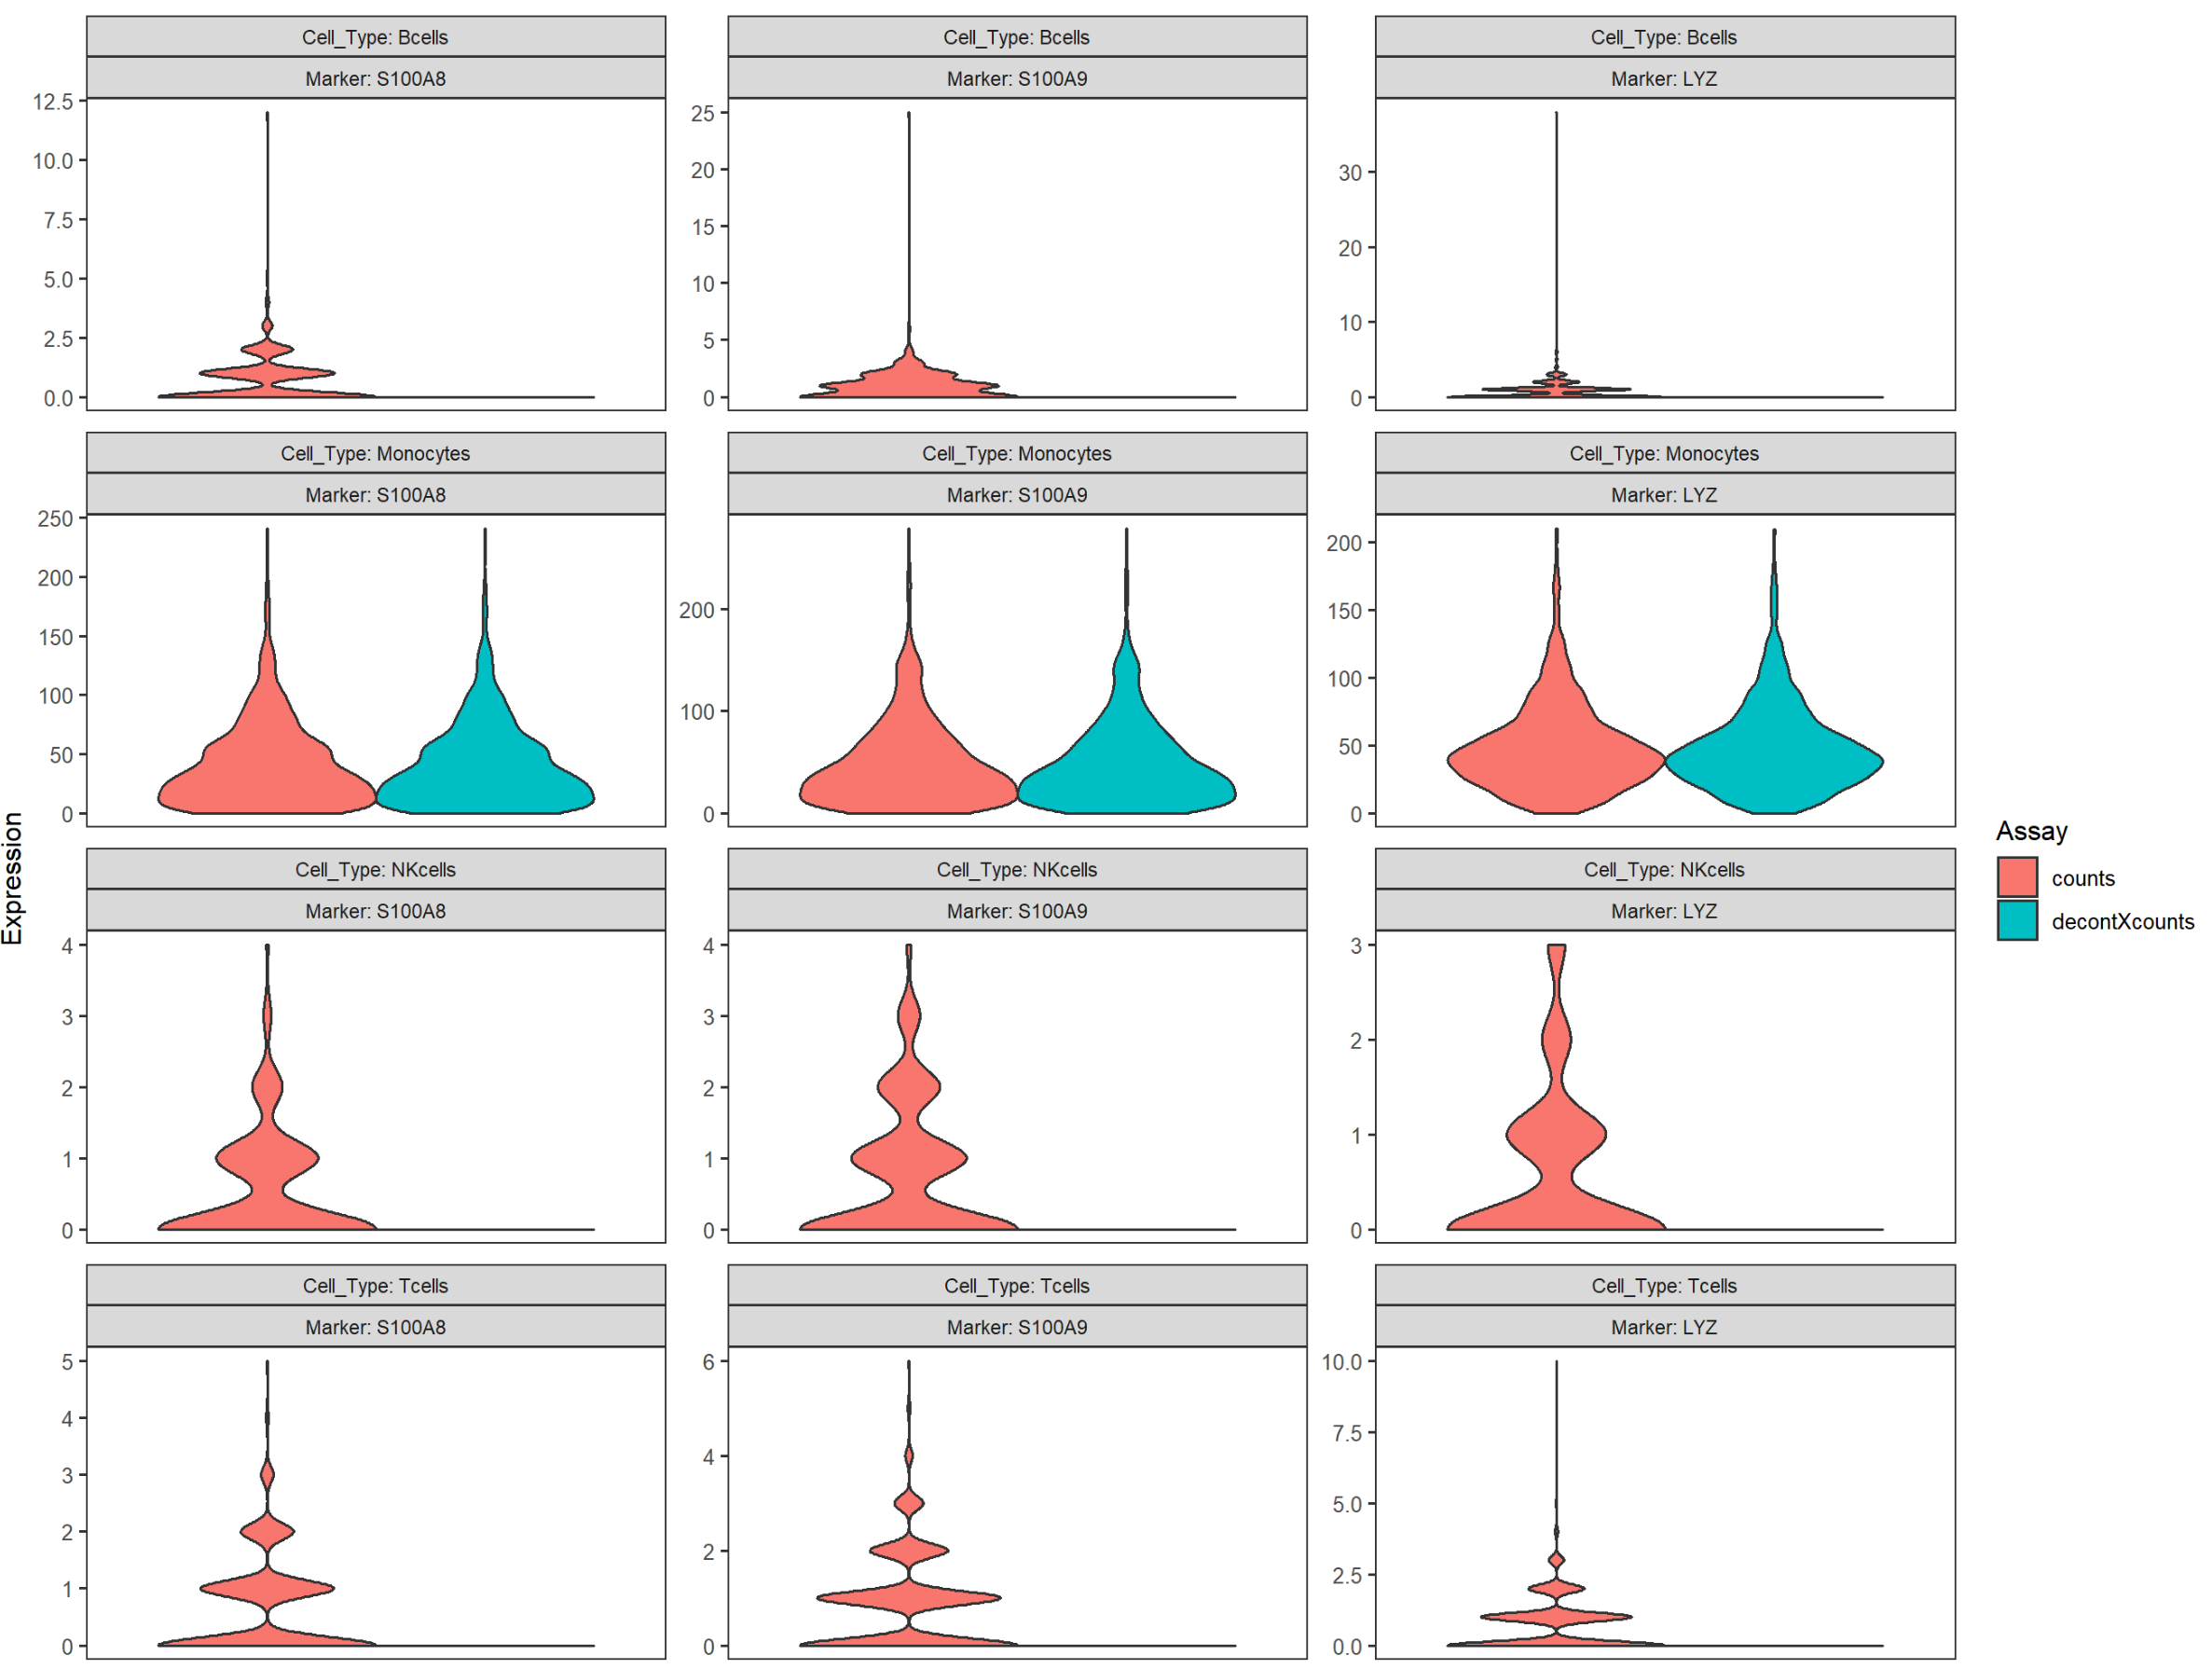 Cell_Type: Bcells
Cell_Type: Bcells
Cell_Type: Bcells
Marker: S100A8
Marker: S100A9
Marker: LYZ
12.5
10.0
7.5
5.0
2.5
0.0
25
20
15
10
5
0
30
20
10
0
Cell_Type: Monocytes
Cell_Type: Monocytes
Cell_Type: Monocytes
Marker: S100A8
Marker: S100A9
Marker: LYZ
250
200
150
100
50
0
200
100
0
200
150
100
50
0
Cell_Type: NKcells
Cell_Type: NKcells
Cell_Type: NKcells
Marker: S100A8
Marker: S100A9
Marker: LYZ
4
3
2
1
0
4
3
2
1
0
3
2
1
0
Cell_Type: Tcells
Cell_Type: Tcells
Cell_Type: Tcells
Marker: S100A8
Marker: S100A9
Marker: LYZ
5
4
3
2
1
0
6
4
2
0
10.0
7.5
5.0
2.5
0.0
Expression
Assay
counts
decontXcounts